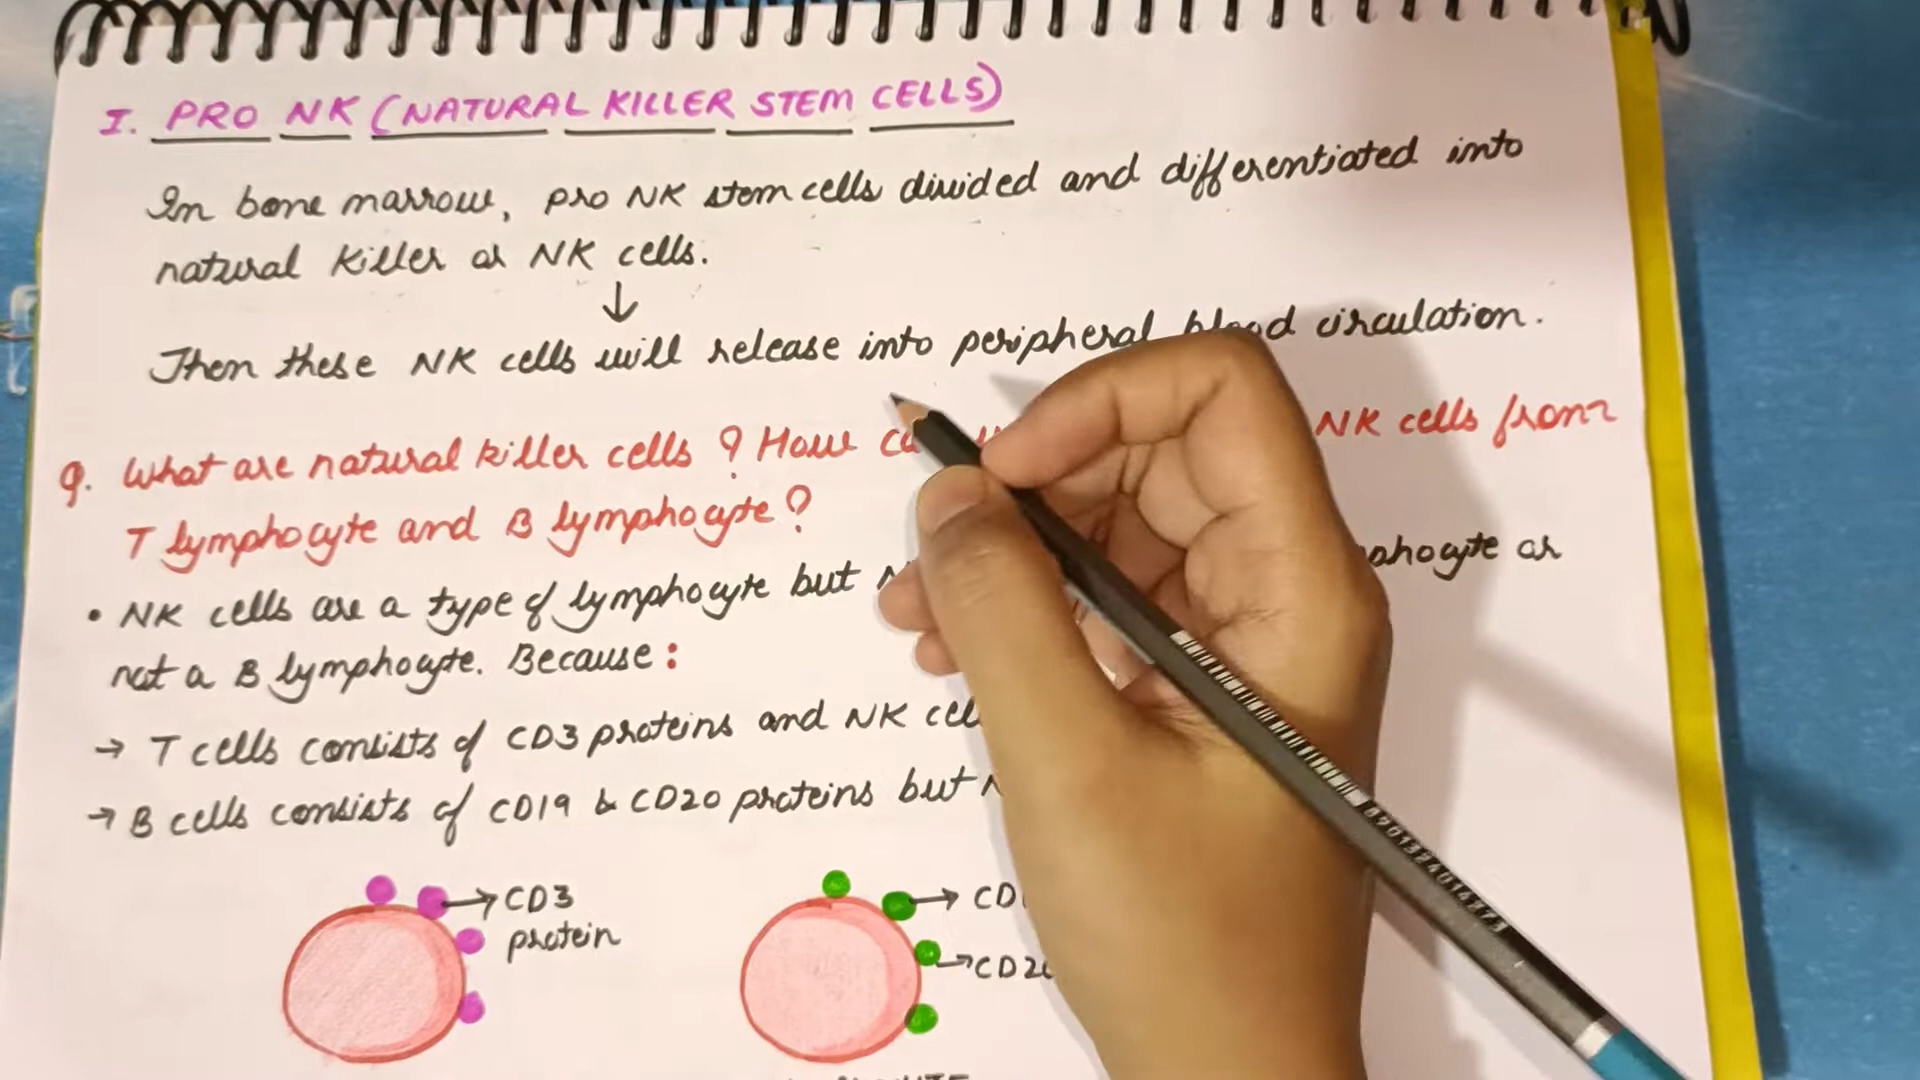 I. PRO NK (NATURAL KILLER STEM CELLS)
In bone marrow, pro NK stem cells divided and differentiated into
natural killer or NK cells.
↓
Then these NK cells will release into peripheral blood circulation.
Q. What are natural killer cells ? How NK cells from
T lymphocyte and B lymphocyte ?
• NK cells are a type of lymphocyte but or
not a B lymphocyte. Because :
→ T cells consists of CD3 proteins and NK
→ B cells consists of CD19 & CD20 proteins but
→ CD3
protein
→
→
8901324014273